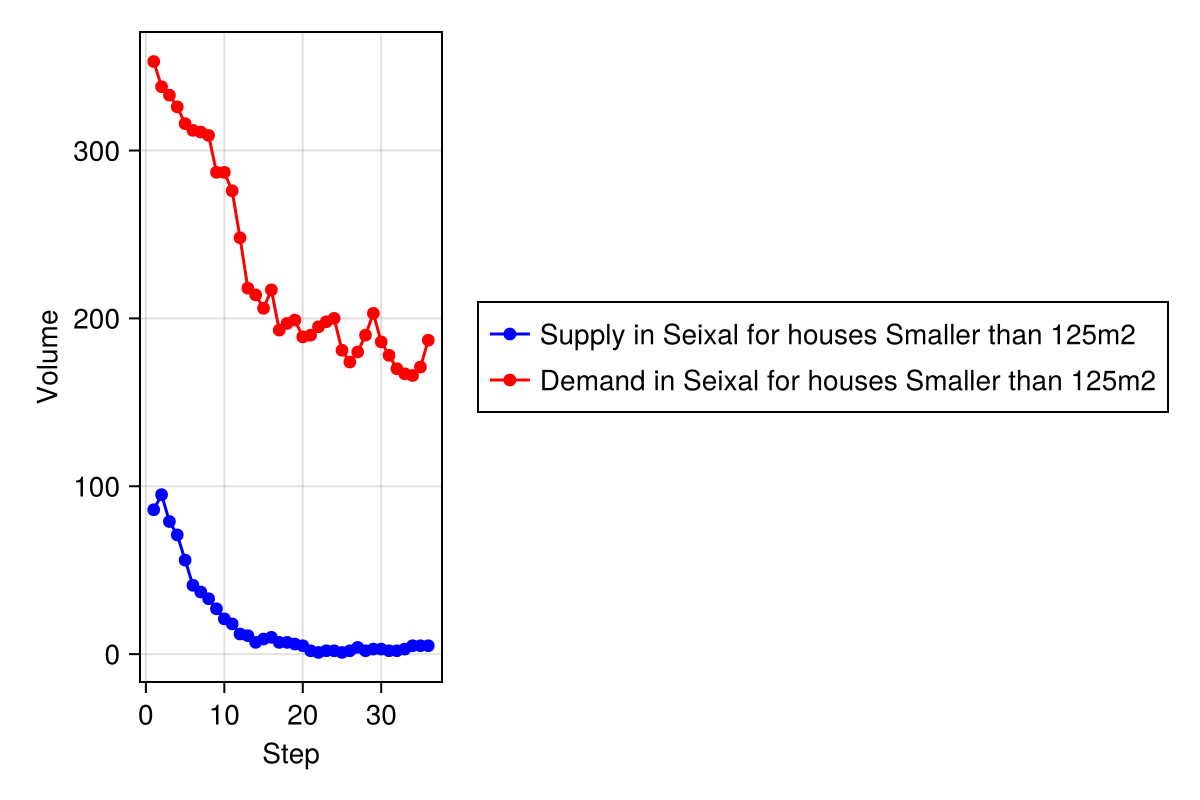 Volume
300
200
100
0
0 10 20 30
Step
Supply in Seixal for houses Smaller than 125m2
Demand in Seixal for houses Smaller than 125m2